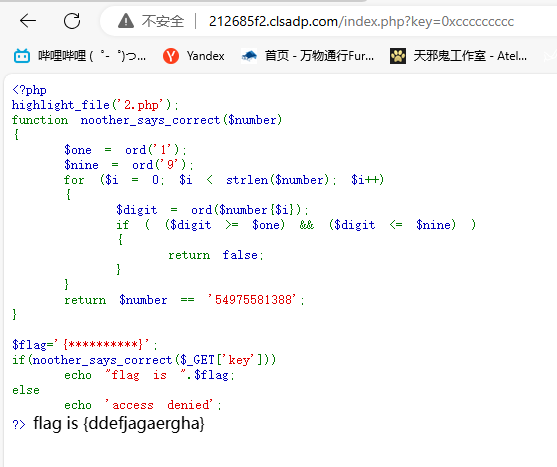 不安全 | 212685f2.clsadp.com/index.php?key=0xccccccccc
哔哩哔哩 (゜-゜)つ... Yandex 首页 - 万物通行Fur... 天邪鬼工作室 - Atel...
<?php
highlight_file('2.php');
function noother_says_correct($number)
{
$one = ord('1');
$nine = ord('9');
for ($i = 0; $i < strlen($number); $i++)
{
$digit = ord($number{$i});
if ( ($digit >= $one) && ($digit <= $nine) )
{
return false;
}
}
return $number == '54975581388';
}
$flag='{**********}';
if(noother_says_correct($_GET['key']))
echo "flag is ".$flag;
else
echo 'access denied';
?> flag is {ddefjagaergha}